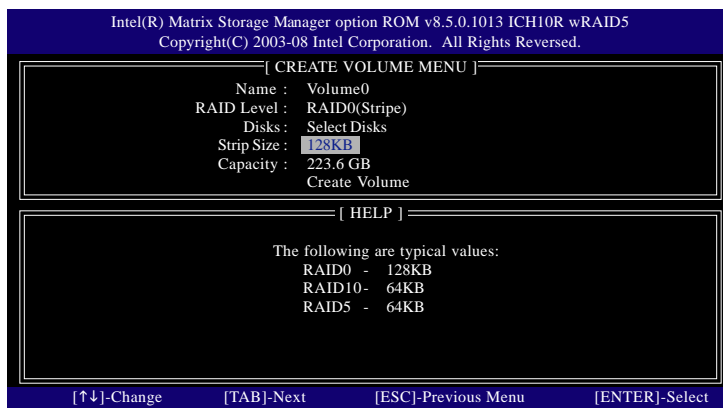 Intel(R) Matrix Storage Manager option ROM v8.5.0.1013 ICH10R wRAID5
Copyright(C) 2003-08 Intel Corporation. All Rights Reversed.
[ CREATE VOLUME MENU ]
Name : Volume0
RAID Level : RAID0(Stripe)
Disks : Select Disks
Strip Size : 128KB
Capacity : 223.6 GB
Create Volume
[ HELP ]
The following are typical values:
RAID0 - 128KB
RAID10- 64KB
RAID5 - 64KB
[↑↓]-Change [TAB]-Next [ESC]-Previous Menu [ENTER]-Select